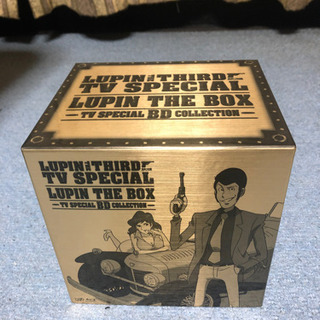 LUPIN THE THIRD
TV SPECIAL
LUPIN THE BOX
TV SPECIAL BD COLLECTION
LUPIN THE THIRD
TV SPECIAL
LUPIN THE BOX
TV SPECIAL BD COLLECTION